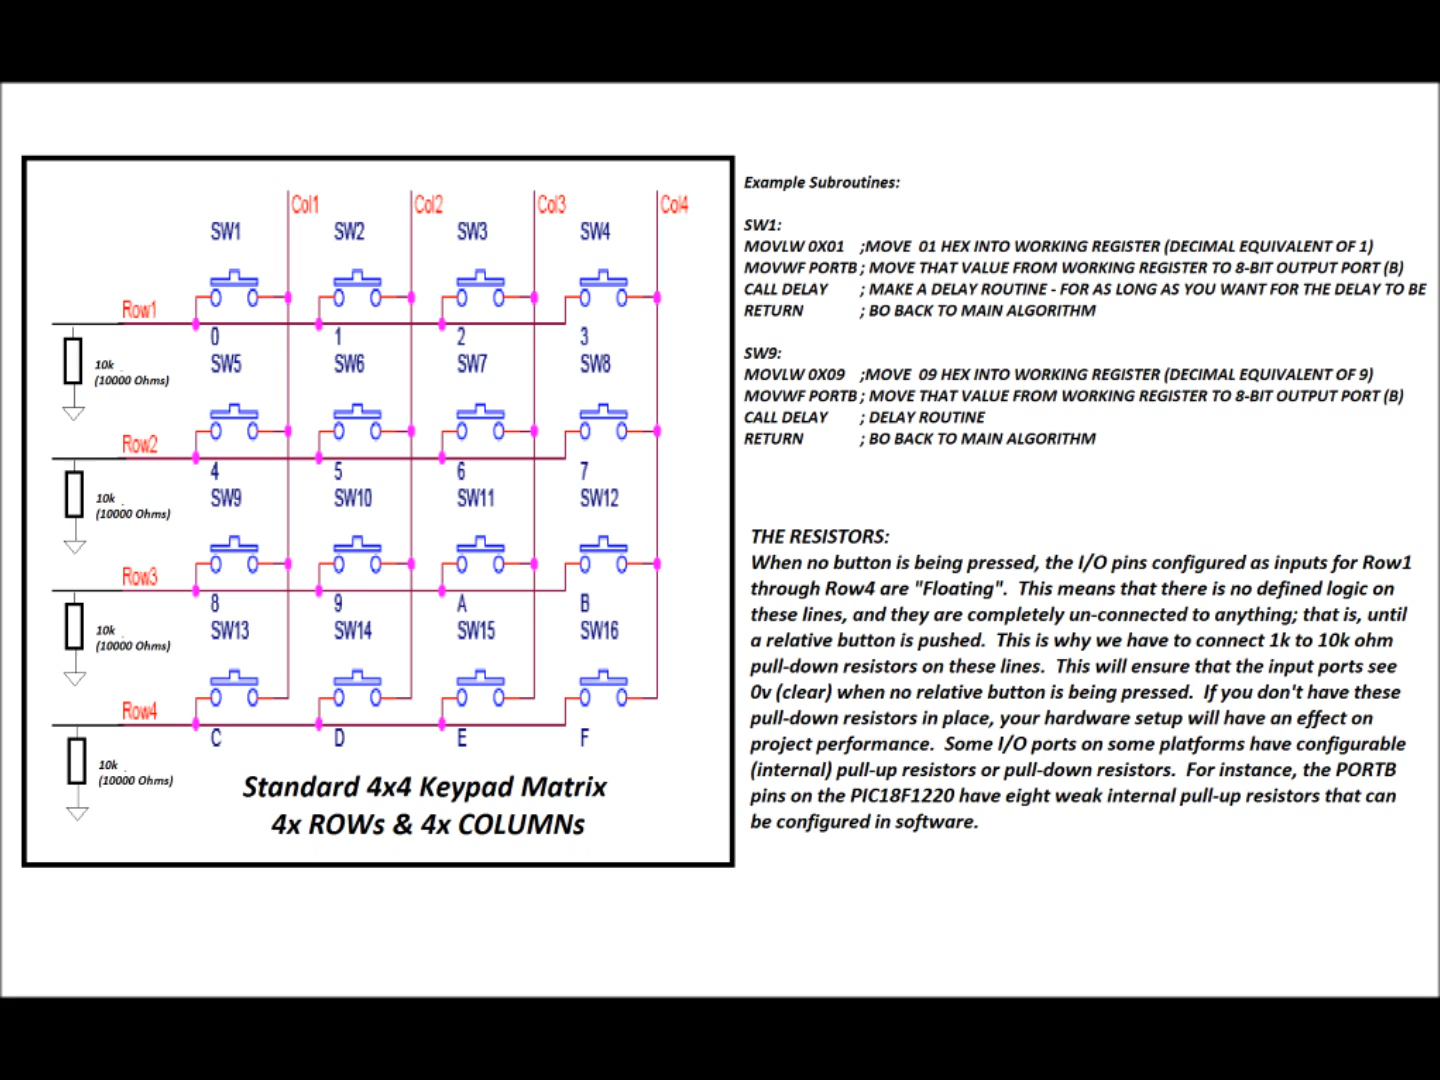 Col1 Col2 Col3 Col4
SW1 SW2 SW3 SW4
Row1
0 1 2 3
10k
(10000 Ohms)
SW5 SW6 SW7 SW8
Row2
4 5 6 7
10k
(10000 Ohms)
SW9 SW10 SW11 SW12
Row3
8 9 A B
10k
(10000 Ohms)
SW13 SW14 SW15 SW16
Row4
C D E F
10k
(10000 Ohms)
Standard 4x4 Keypad Matrix
4x ROWs & 4x COLUMNs
Example Subroutines:
SW1:
MOVLW 0X01 ;MOVE 01 HEX INTO WORKING REGISTER (DECIMAL EQUIVALENT OF 1)
MOVWF PORTB ; MOVE THAT VALUE FROM WORKING REGISTER TO 8-BIT OUTPUT PORT (B)
CALL DELAY ; MAKE A DELAY ROUTINE - FOR AS LONG AS YOU WANT FOR THE DELAY TO BE
RETURN ; BO BACK TO MAIN ALGORITHM
SW9:
MOVLW 0X09 ;MOVE 09 HEX INTO WORKING REGISTER (DECIMAL EQUIVALENT OF 9)
MOVWF PORTB ; MOVE THAT VALUE FROM WORKING REGISTER TO 8-BIT OUTPUT PORT (B)
CALL DELAY ; DELAY ROUTINE
RETURN ; BO BACK TO MAIN ALGORITHM
THE RESISTORS:
When no button is being pressed, the I/O pins configured as inputs for Row1
through Row4 are "Floating". This means that there is no defined logic on
these lines, and they are completely un-connected to anything; that is, until
a relative button is pushed. This is why we have to connect 1k to 10k ohm
pull-down resistors on these lines. This will ensure that the input ports see
0v (clear) when no relative button is being pressed. If you don't have these
pull-down resistors in place, your hardware setup will have an effect on
project performance. Some I/O ports on some platforms have configurable
(internal) pull-up resistors or pull-down resistors. For instance, the PORTB
pins on the PIC18F1220 have eight weak internal pull-up resistors that can
be configured in software.